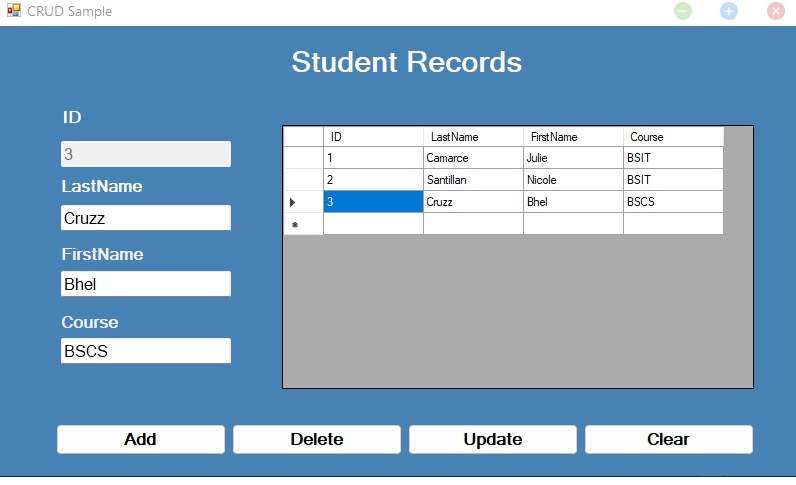 CRUD Sample
Student Records
ID
3
LastName
Cruzz
FirstName
Bhel
Course
BSCS
ID LastName FirstName Course
1 Camarce Julie BSIT
2 Santillan Nicole BSIT
3 Cruzz Bhel BSCS
Add Delete Update Clear